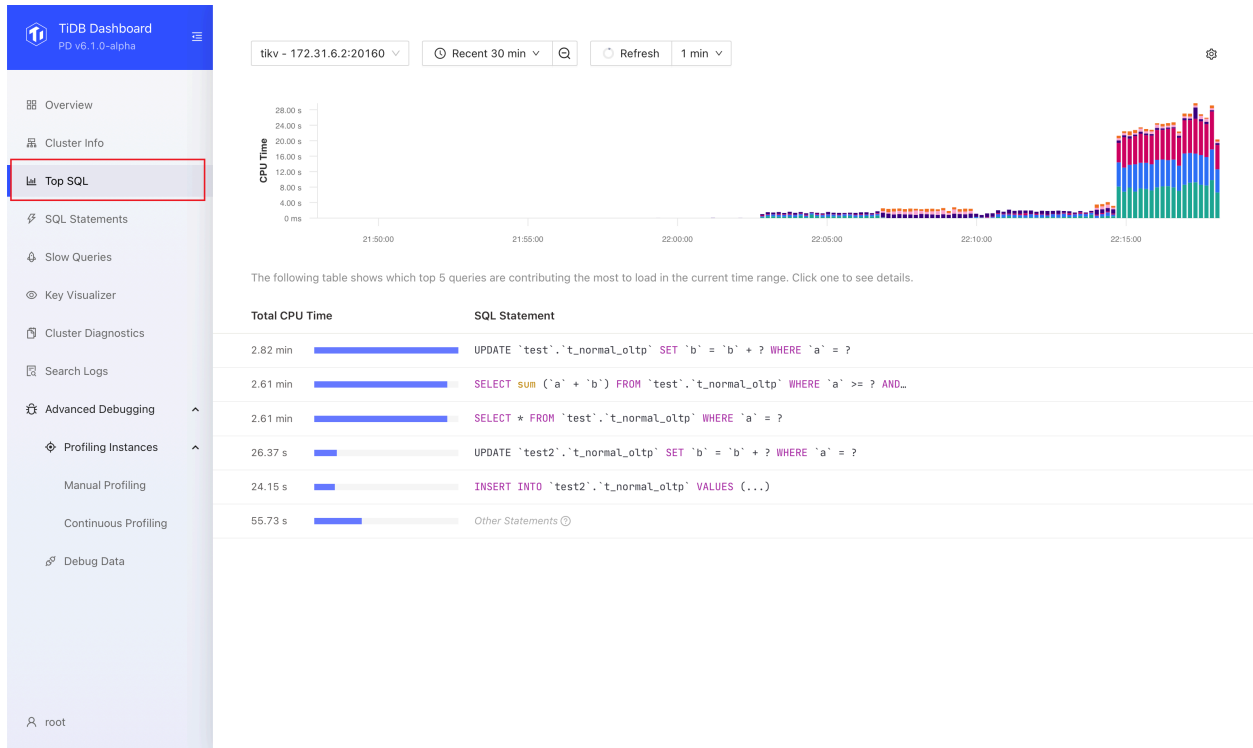 TiDB Dashboard
PD v6.1.0-alpha
Overview
Cluster Info
Top SQL
SQL Statements
Slow Queries
Key Visualizer
Cluster Diagnostics
Search Logs
Advanced Debugging
Profiling Instances
Manual Profiling
Continuous Profiling
Debug Data
root
tikv - 172.31.6.2:20160
Recent 30 min
Refresh
1 min
CPU Time
28.00 s
24.00 s
20.00 s
16.00 s
12.00 s
8.00 s
4.00 s
0 ms
21:50:00 21:55:00 22:00:00 22:05:00 22:10:00 22:15:00
The following table shows which top 5 queries are contributing the most to load in the current time range. Click one to see details.
Total CPU Time SQL Statement
2.82 min UPDATE `test`.`t_normal_oltp` SET `b` = `b` + ? WHERE `a` = ?
2.61 min SELECT sum (`a` + `b`) FROM `test`.`t_normal_oltp` WHERE `a` >= ? AND…
2.61 min SELECT * FROM `test`.`t_normal_oltp` WHERE `a` = ?
26.37 s UPDATE `test2`.`t_normal_oltp` SET `b` = `b` + ? WHERE `a` = ?
24.15 s INSERT INTO `test2`.`t_normal_oltp` VALUES (...)
55.73 s Other Statements